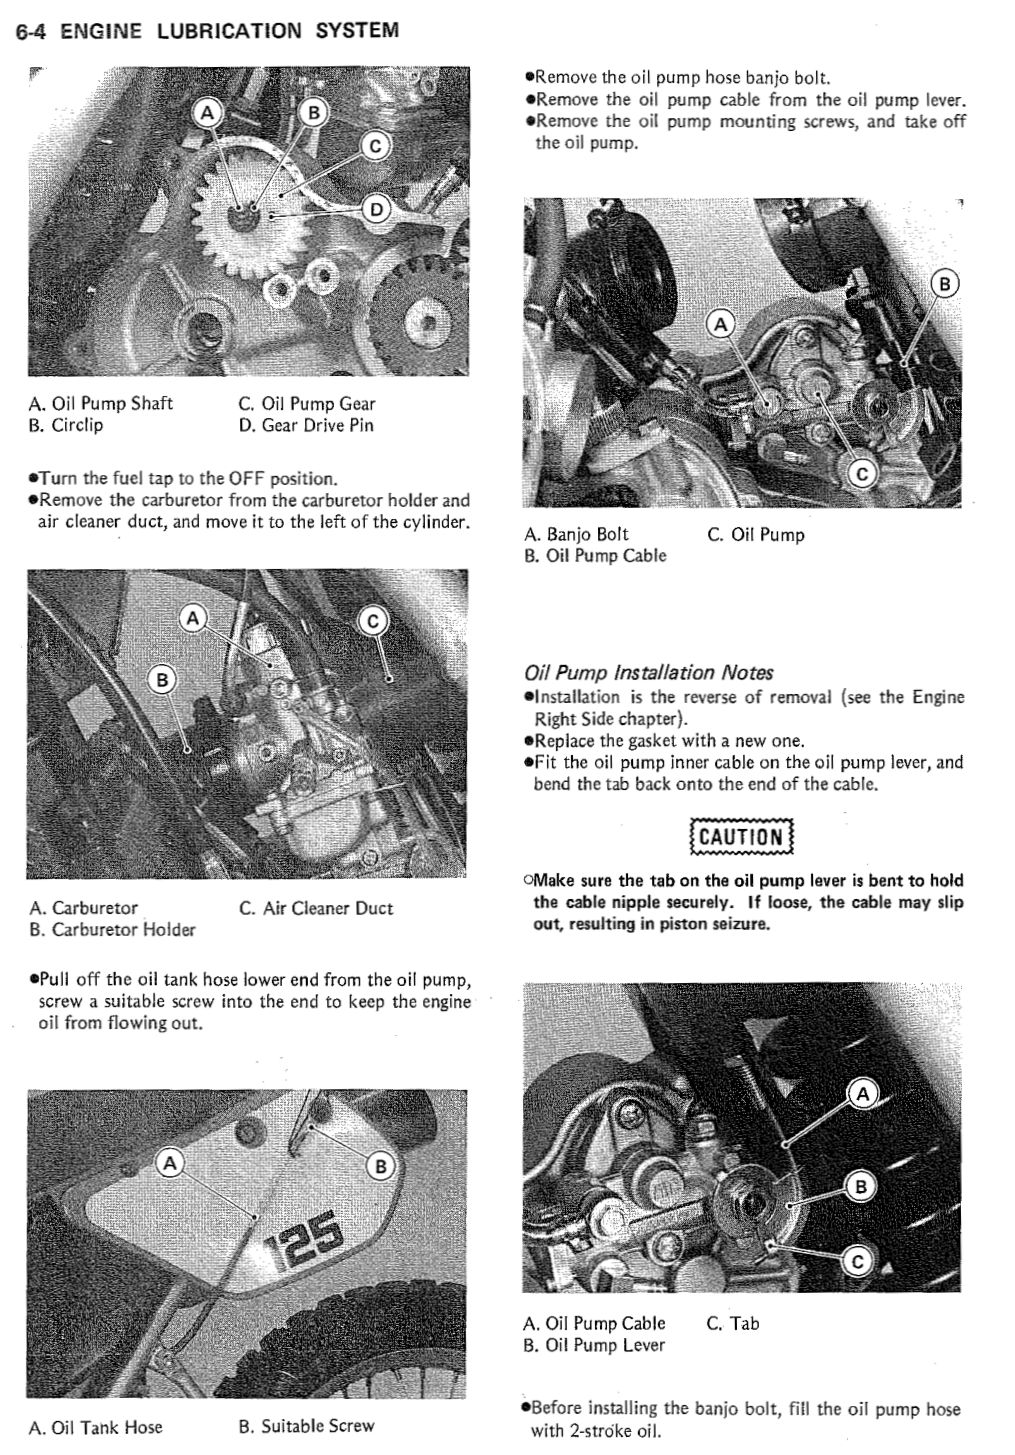 6-4 ENGINE LUBRICATION SYSTEM
A
B
C
D
A. Oil Pump Shaft
C. Oil Pump Gear
B. Circlip
D. Gear Drive Pin
●Turn the fuel tap to the OFF position.
●Remove the carburetor from the carburetor holder and
air cleaner duct, and move it to the left of the cylinder.
A
C
B
A. Carburetor
C. Air Cleaner Duct
B. Carburetor Holder
●Pull off the oil tank hose lower end from the oil pump,
screw a suitable screw into the end to keep the engine
oil from flowing out.
A
B
125
A. Oil Tank Hose
B. Suitable Screw
●Remove the oil pump hose banjo bolt.
●Remove the oil pump cable from the oil pump lever.
●Remove the oil pump mounting screws, and take off
the oil pump.
B
A
C
A. Banjo Bolt
C. Oil Pump
B. Oil Pump Cable
Oil Pump Installation Notes
●Installation is the reverse of removal (see the Engine
Right Side chapter).
●Replace the gasket with a new one.
●Fit the oil pump inner cable on the oil pump lever, and
bend the tab back onto the end of the cable.
CAUTION
○Make sure the tab on the oil pump lever is bent to hold
the cable nipple securely. If loose, the cable may slip
out, resulting in piston seizure.
A
B
C
A. Oil Pump Cable
C. Tab
B. Oil Pump Lever
●Before installing the banjo bolt, fill the oil pump hose
with 2-stroke oil.